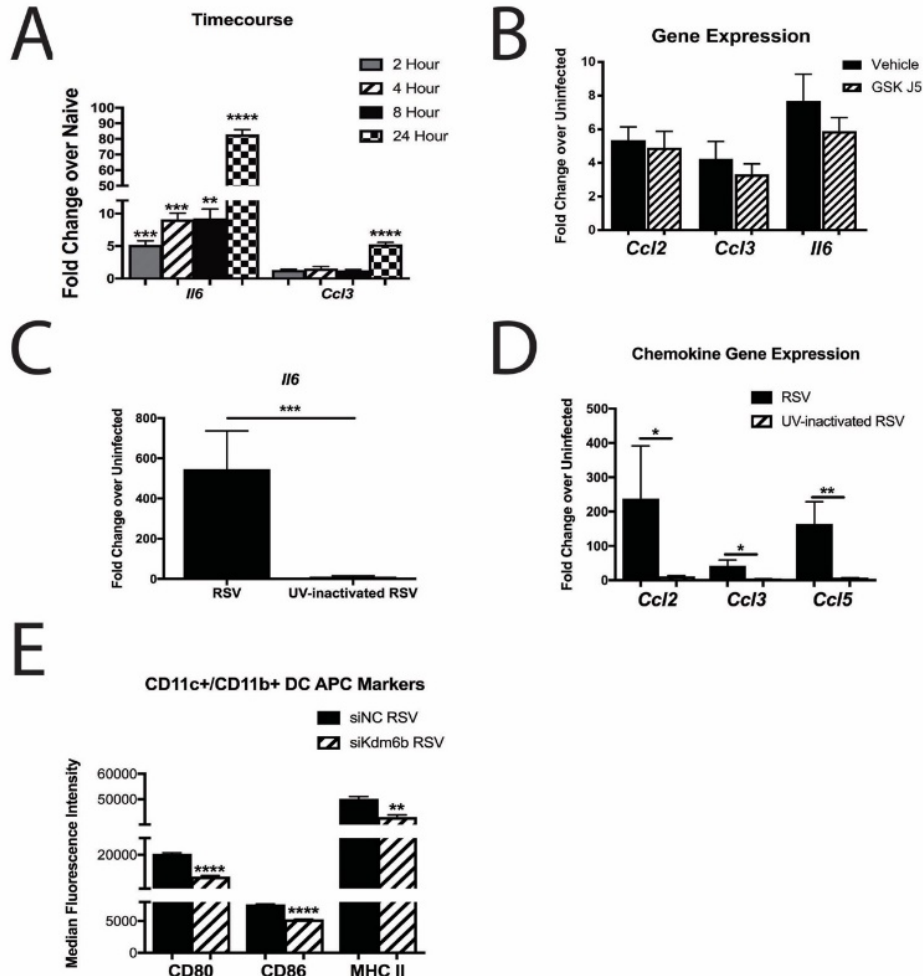 A
Timecourse
2 Hour
4 Hour
8 Hour
24 Hour
Fold Change over Naive
100
90
80
70
60
50
10
5
0
***
***
**
****
****
Il6
Ccl3
B
Gene Expression
Vehicle
GSK J5
Fold Change over Uninfected
10
8
6
4
2
0
Ccl2
Ccl3
Il6
C
Il6
Fold Change over Uninfected
800
600
400
200
0
***
RSV
UV-inactivated RSV
D
Chemokine Gene Expression
RSV
UV-inactivated RSV
Fold Change over Uninfected
500
400
300
200
100
0
*
*
**
Ccl2
Ccl3
Ccl5
E
CD11c+/CD11b+ DC APC Markers
siNC RSV
siKdm6b RSV
Median Fluorescence Intensity
60000
50000
20000
5000
0
****
****
**
CD80
CD86
MHC II